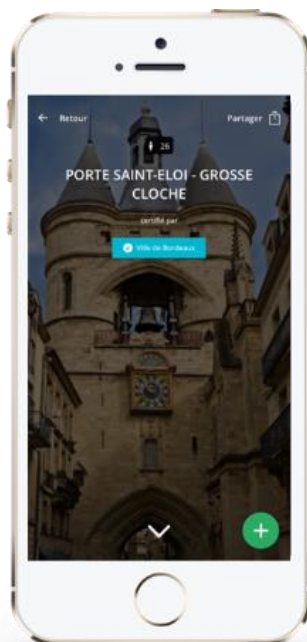 Retour
Partager
26
PORTE SAINT-ELOI - GROSSE
CLOCHE
certifié par
Ville de Bordeaux